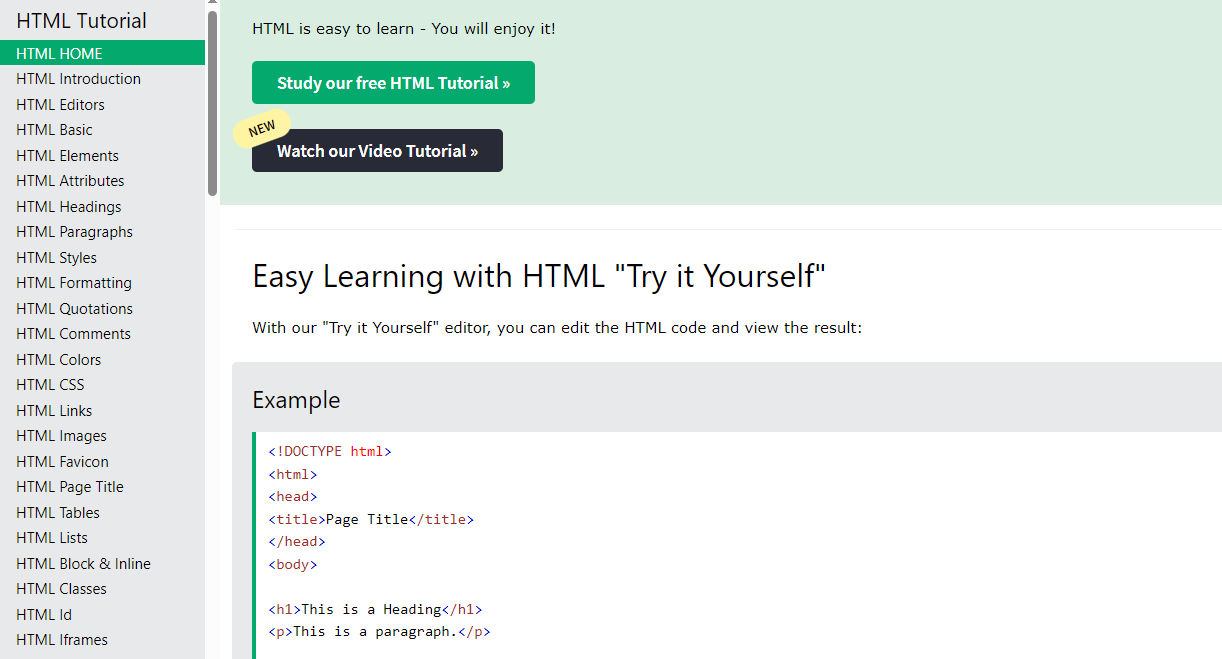 HTML Tutorial
HTML HOME
HTML Introduction
HTML Editors
HTML Basic
HTML Elements
HTML Attributes
HTML Headings
HTML Paragraphs
HTML Styles
HTML Formatting
HTML Quotations
HTML Comments
HTML Colors
HTML CSS
HTML Links
HTML Images
HTML Favicon
HTML Page Title
HTML Tables
HTML Lists
HTML Block & Inline
HTML Classes
HTML Id
HTML Iframes
HTML is easy to learn - You will enjoy it!
Study our free HTML Tutorial »
NEW
Watch our Video Tutorial »
Easy Learning with HTML "Try it Yourself"
With our "Try it Yourself" editor, you can edit the HTML code and view the result:
Example
<!DOCTYPE html>
<html>
<head>
<title>Page Title</title>
</head>
<body>
<h1>This is a Heading</h1>
<p>This is a paragraph.</p>